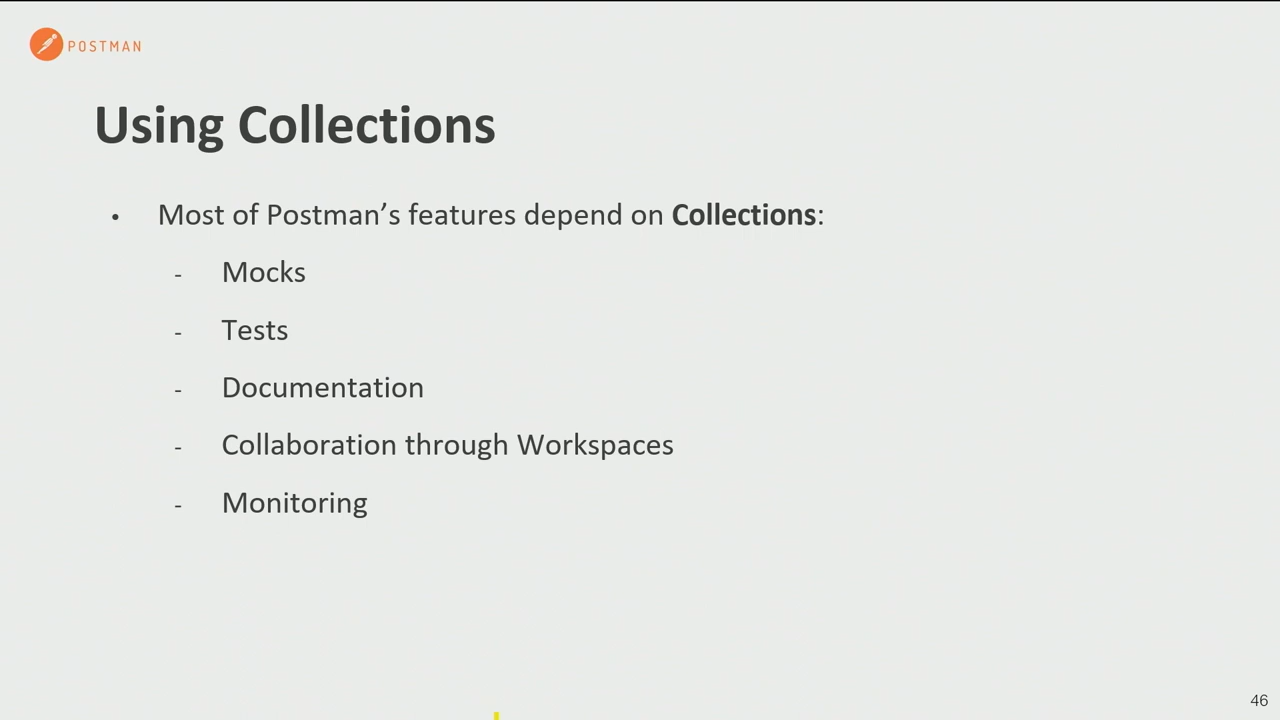 POSTMAN
Using Collections
• Most of Postman’s features depend on Collections:
- Mocks
- Tests
- Documentation
- Collaboration through Workspaces
- Monitoring
46